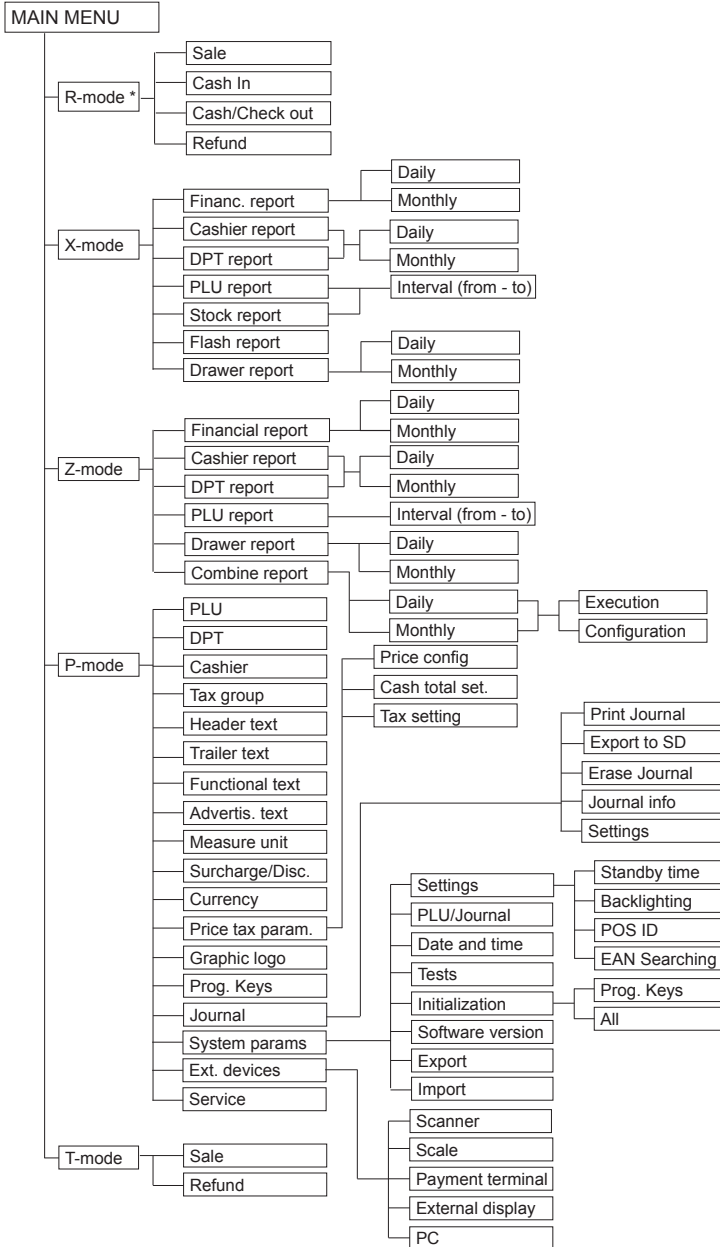 MAIN MENU
R-mode *
Sale
Cash In
Cash/Check out
Refund
X-mode
Financ. report
Daily
Monthly
Cashier report
DPT report
Daily
Monthly
PLU report
Stock report
Interval (from - to)
Flash report
Drawer report
Daily
Monthly
Z-mode
Financial report
Daily
Monthly
Cashier report
DPT report
Daily
Monthly
PLU report
Interval (from - to)
Drawer report
Daily
Monthly
Combine report
Daily
Monthly
Execution
Configuration
P-mode
PLU
DPT
Cashier
Tax group
Header text
Trailer text
Functional text
Advertis. text
Measure unit
Surcharge/Disc.
Currency
Price tax param.
Price config
Cash total set.
Tax setting
Graphic logo
Prog. Keys
Journal
Print Journal
Export to SD
Erase Journal
Journal info
Settings
System params
Settings
Standby time
Backlighting
POS ID
EAN Searching
PLU/Journal
Date and time
Tests
Initialization
Prog. Keys
All
Software version
Export
Import
Ext. devices
Scanner
Scale
Payment terminal
External display
PC
Service
T-mode
Sale
Refund